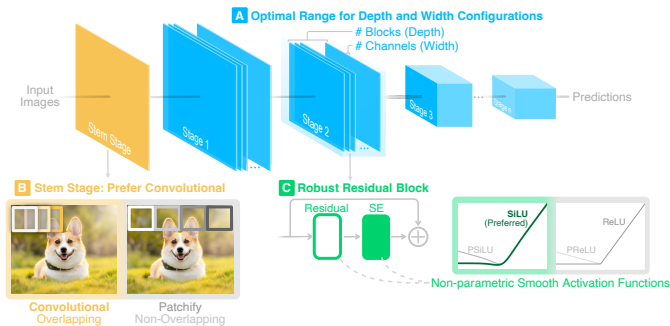 A Optimal Range for Depth and Width Configurations
# Blocks (Depth)
# Channels (Width)
Input
Images
Stem Stage
Stage 1
...
Stage 2
...
Stage 3
...
Stage n
Predictions
B Stem Stage: Prefer Convolutional
Convolutional
Overlapping
Patchify
Non-Overlapping
C Robust Residual Block
Residual
SE
SiLU
(Preferred)
PSiLU
ReLU
PReLU
Non-parametric Smooth Activation Functions